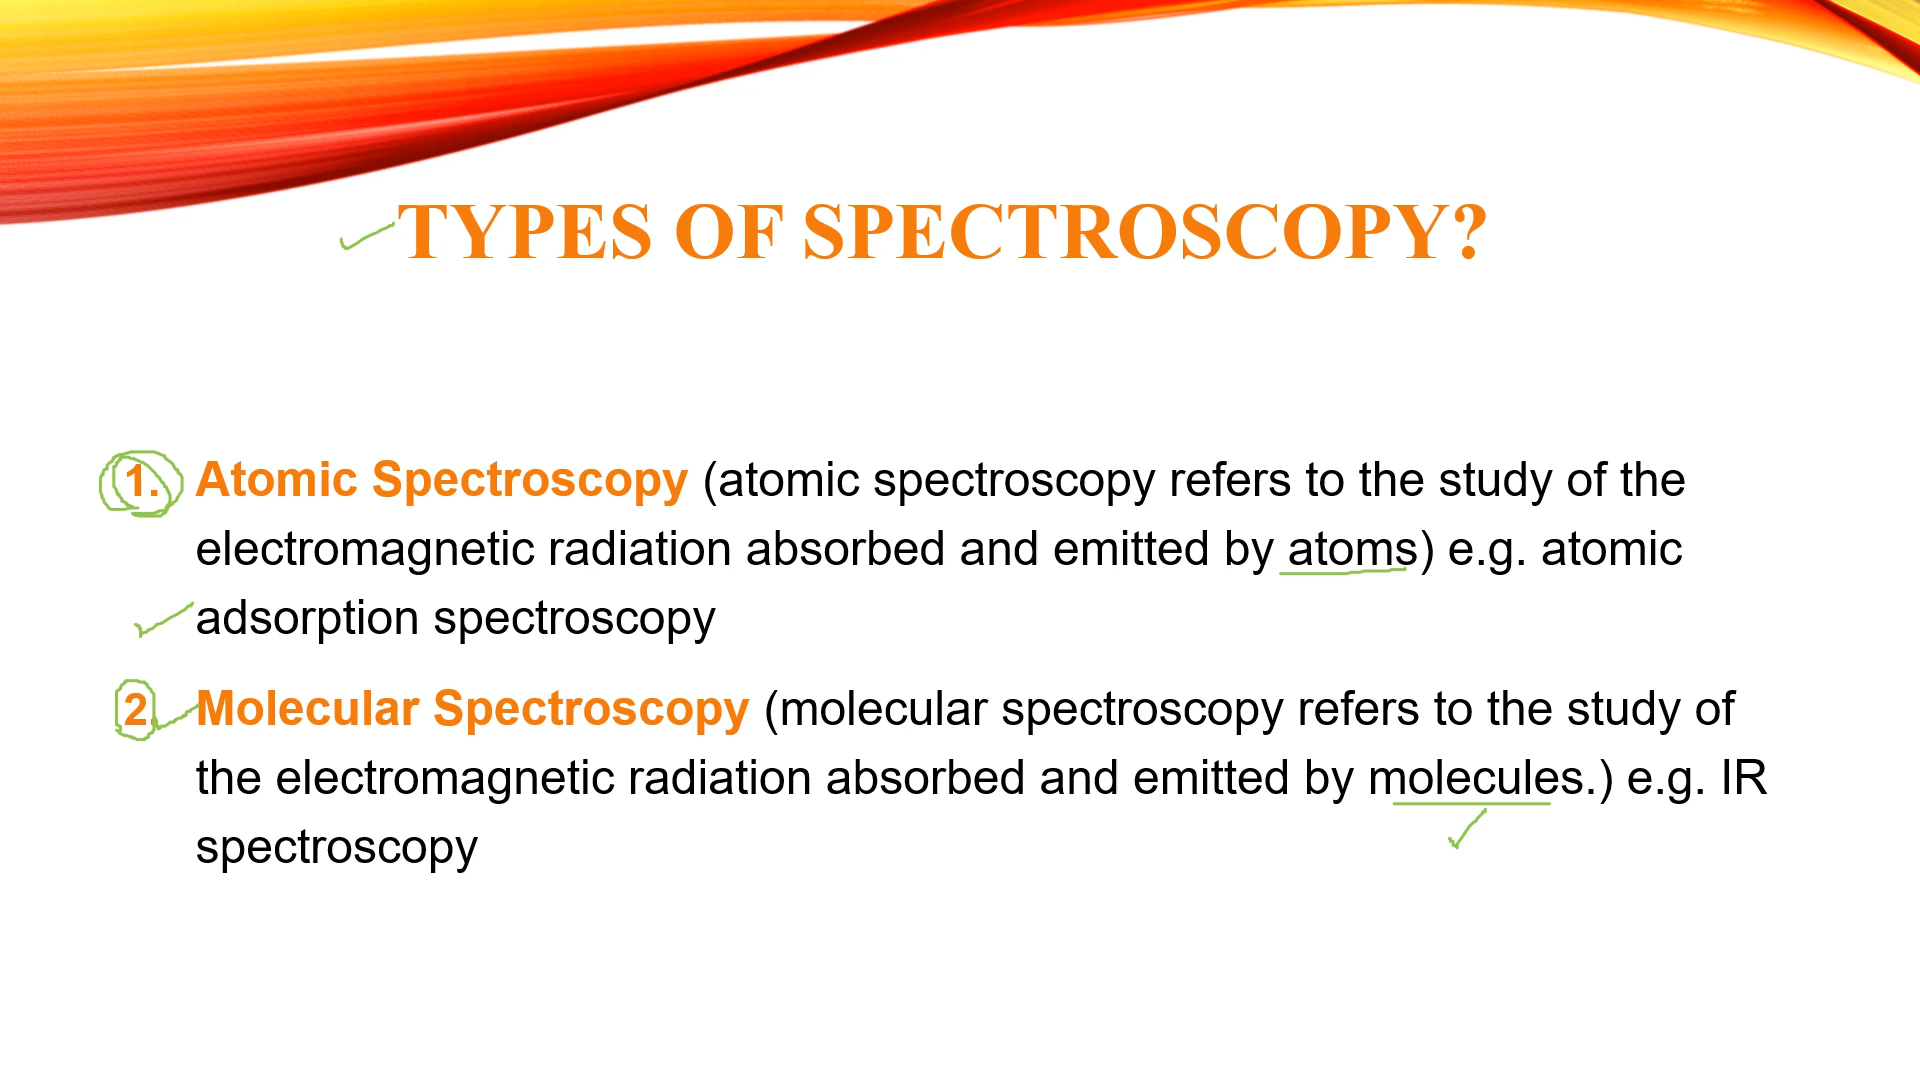 TYPES OF SPECTROSCOPY?
1. Atomic Spectroscopy (atomic spectroscopy refers to the study of the
electromagnetic radiation absorbed and emitted by atoms) e.g. atomic
adsorption spectroscopy
2. Molecular Spectroscopy (molecular spectroscopy refers to the study of
the electromagnetic radiation absorbed and emitted by molecules.) e.g. IR
spectroscopy